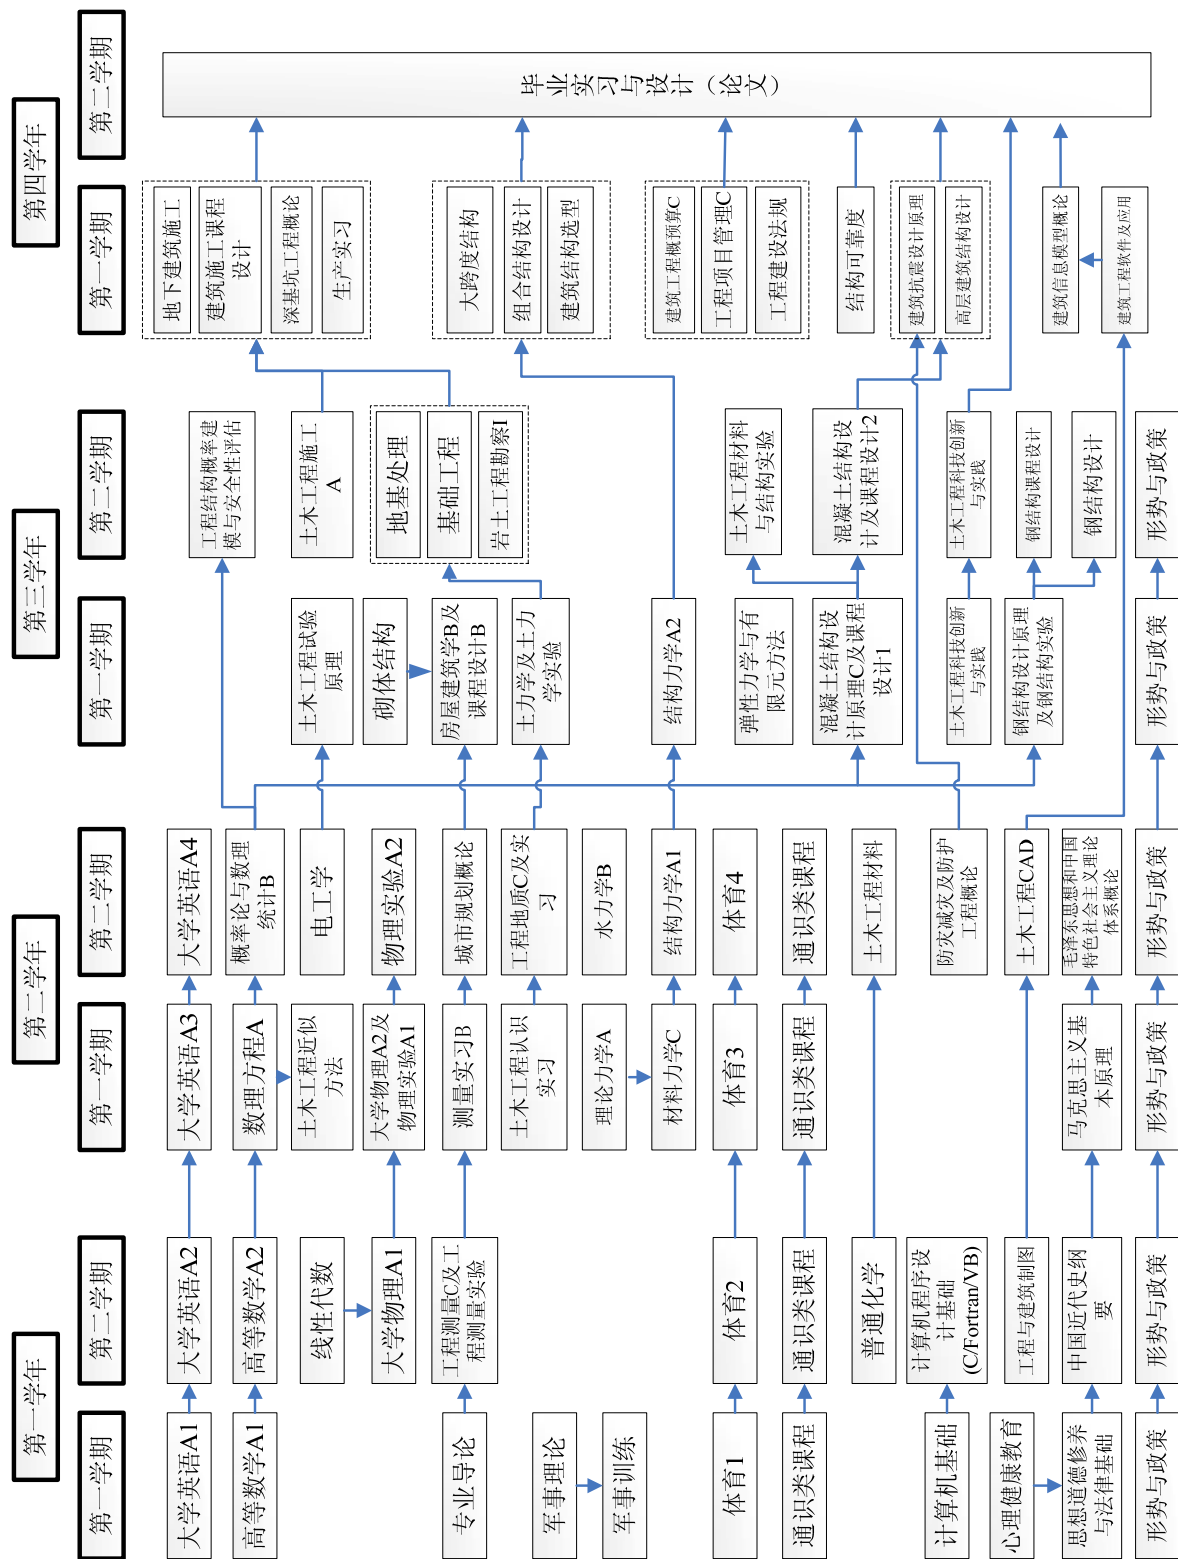 第一学年
第二学年
第三学年
第四学年
第一学期
第二学期
第一学期
第二学期
第一学期
第二学期
第一学期
第二学期
大学英语A1
大学英语A2
大学英语A3
大学英语A4
高等数学A1
高等数学A2
数理方程A
概率论与数理
统计B
工程结构概率建
模与安全性评估
线性代数
土木工程近似
方法
电工学
土木工程试验
原理
土木工程施工
A
大学物理A1
大学物理A2及
物理实验A1
物理实验A2
砌体结构
专业导论
工程测量C及工
程测量实验
测量实习B
城市规划概论
房屋建筑学B及
课程设计B
地基处理
基础工程
岩土工程勘察I
军事理论
军事训练
土木工程认识
实习
工程地质C及实
习
土力学及土力
学实验
理论力学A
水力学B
材料力学C
结构力学A1
结构力学A2
体育1
体育2
体育3
体育4
弹性力学与有
限元方法
土木工程材料
与结构实验
通识类课程
通识类课程
通识类课程
通识类课程
混凝土结构设
计原理C及课程
设计1
混凝土结构设
计及课程设计2
普通化学
土木工程材料
计算机基础
计算机程序设
计基础
(C/Fortran/VB)
防灾减灾及防护
工程概论
土木工程科技创新
与实践
土木工程科技创新
与实践
心理健康教育
工程与建筑制图
土木工程CAD
钢结构设计原理
及钢结构实验
钢结构课程设计
钢结构设计
思想道德修养
与法律基础
中国近代史纲
要
马克思主义基
本原理
毛泽东思想和中国
特色社会主义理论
体系概论
形势与政策
形势与政策
形势与政策
形势与政策
形势与政策
形势与政策
地下建筑施工
建筑施工课程
设计
深基坑工程概论
生产实习
大跨度结构
组合结构设计
建筑结构选型
建筑工程概预算C
工程项目管理C
工程建设法规
结构可靠度
建筑抗震设计原理
高层建筑结构设计
建筑信息模型概论
建筑工程软件及应用
毕业实习与设计（论文）